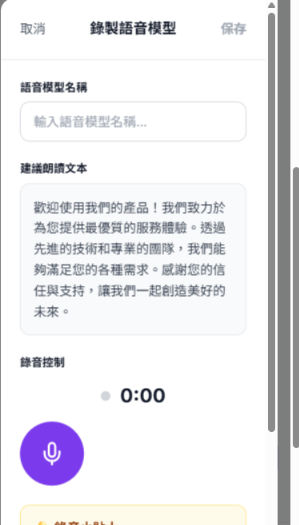 取消 錄製語音模型 保存
語音模型名稱
輸入語音模型名稱...
建議朗讀文本
歡迎使用我們的產品！我們致力於
為您提供最優質的服務體驗。透過
先進的技術和專業的團隊，我們能
夠滿足您的各種需求。感謝您的信
任與支持，讓我們一起創造美好的
未來。
錄音控制
0:00